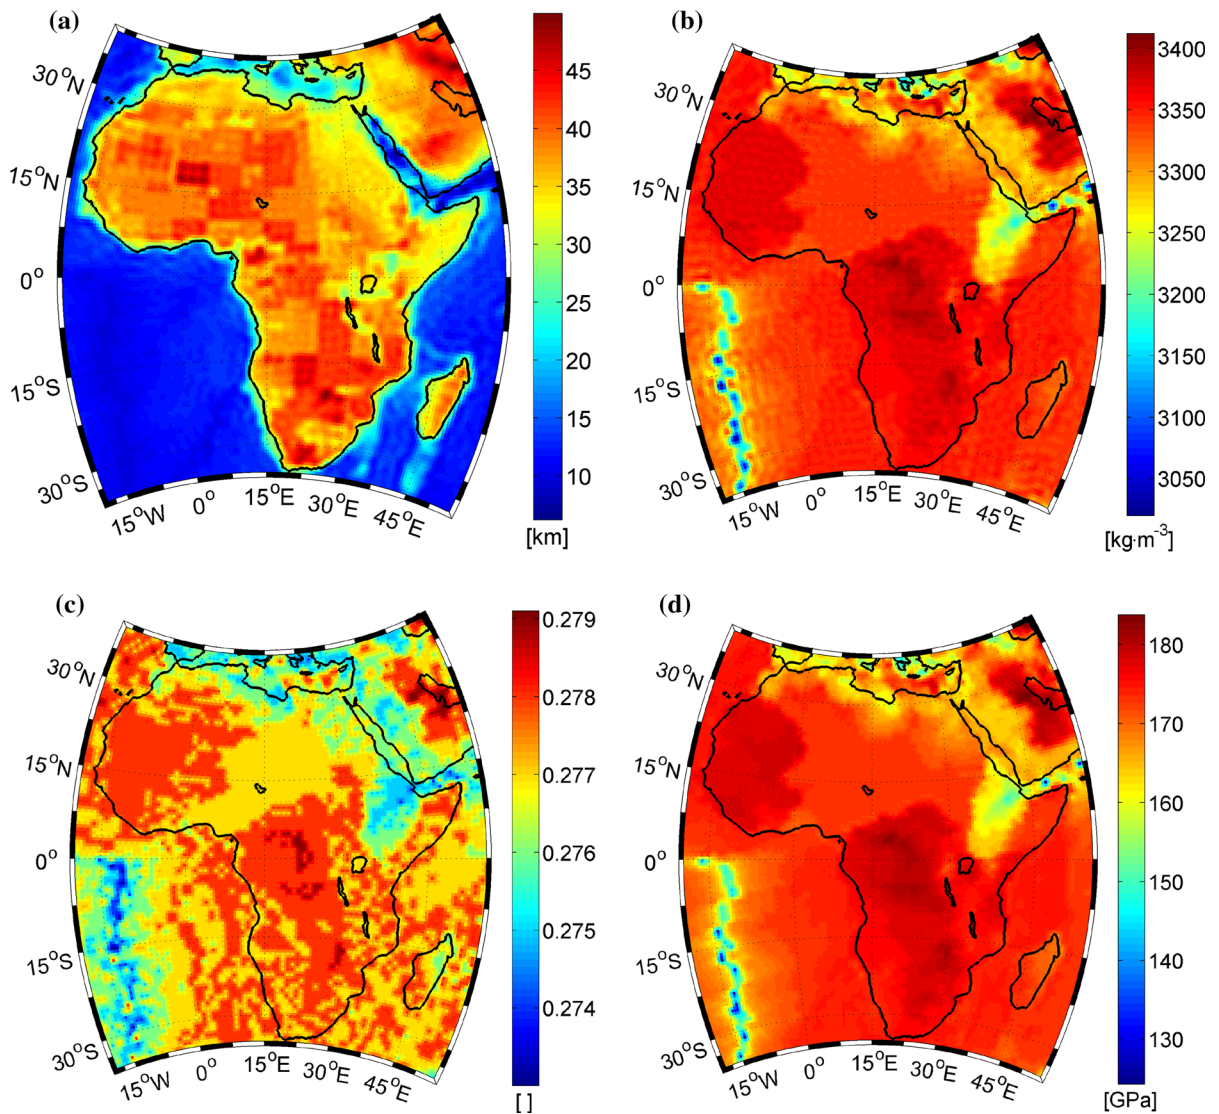 (a)
30°N
15°N
0°
15°S
30°S
15°W
0°
15°E
30°E
45°E
45
40
35
30
25
20
15
10
[km]
(b)
30°N
15°N
0°
15°S
30°S
15°W
0°
15°E
30°E
45°E
3400
3350
3300
3250
3200
3150
3100
3050
[kg·m⁻³]
(c)
30°N
15°N
0°
15°S
30°S
15°W
0°
15°E
30°E
45°E
0.279
0.278
0.277
0.276
0.275
0.274
[ ]
(d)
30°N
15°N
0°
15°S
30°S
15°W
0°
15°E
30°E
45°E
180
170
160
150
140
130
[GPa]